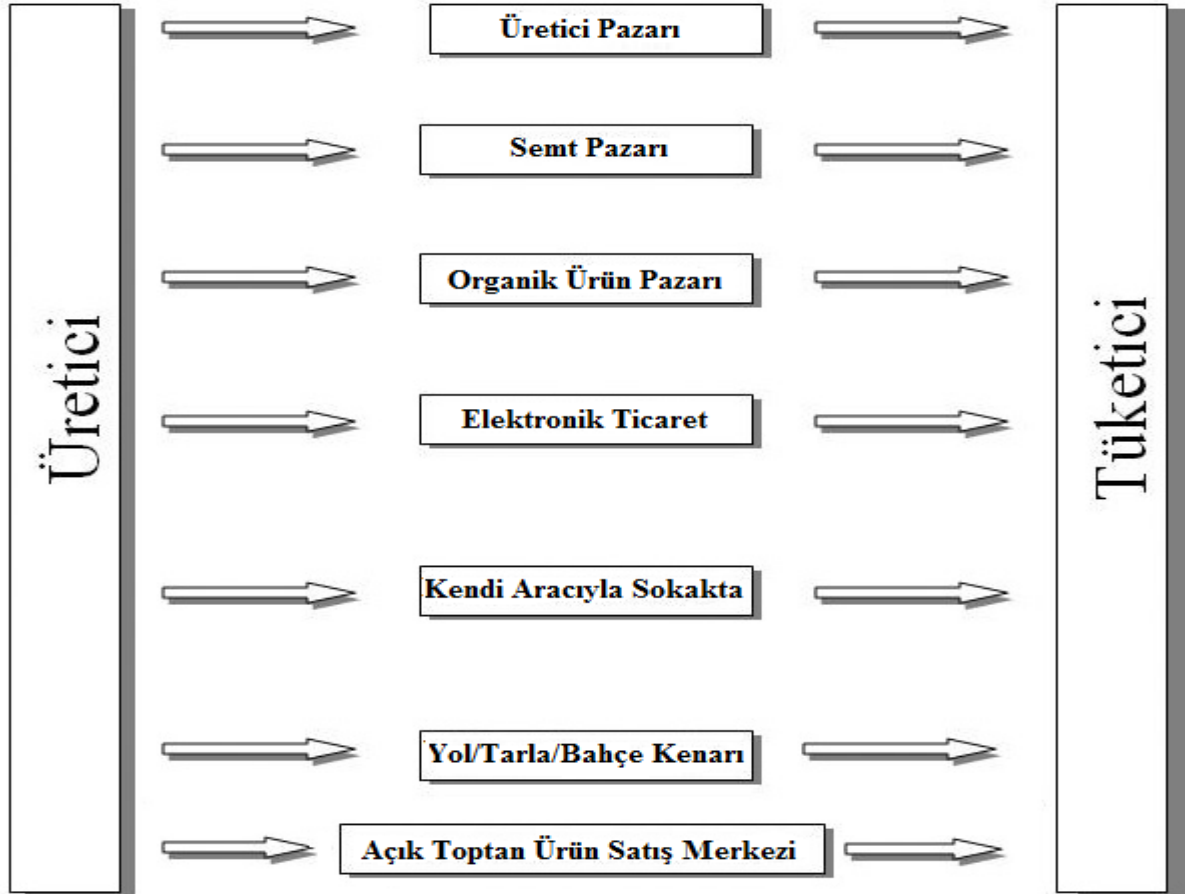 Üretici
Üretici Pazarı
Semt Pazarı
Organik Ürün Pazarı
Elektronik Ticaret
Kendi Aracıyla Sokakta
Yol/Tarla/Bahçe Kenarı
Açık Toptan Ürün Satış Merkezi
Tüketici